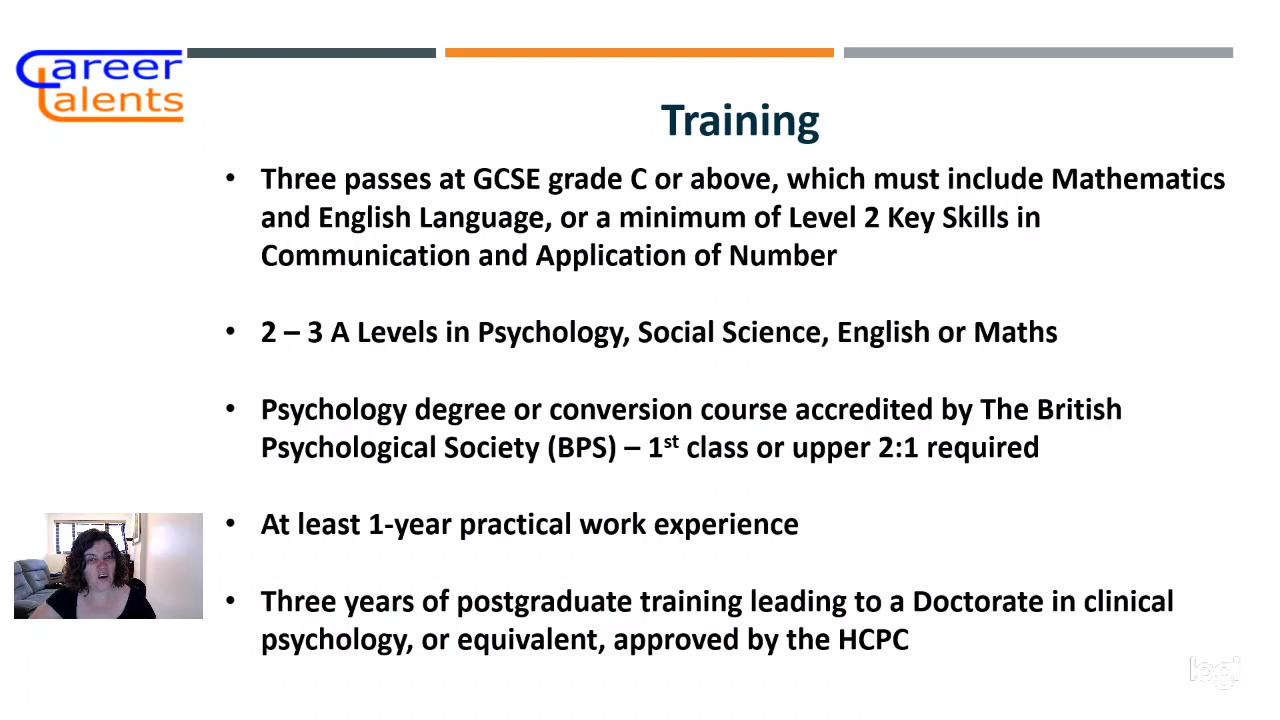 Career
Talents
Training
• Three passes at GCSE grade C or above, which must include Mathematics
and English Language, or a minimum of Level 2 Key Skills in
Communication and Application of Number
• 2 – 3 A Levels in Psychology, Social Science, English or Maths
• Psychology degree or conversion course accredited by The British
Psychological Society (BPS) – 1st class or upper 2:1 required
• At least 1-year practical work experience
• Three years of postgraduate training leading to a Doctorate in clinical
psychology, or equivalent, approved by the HCPC